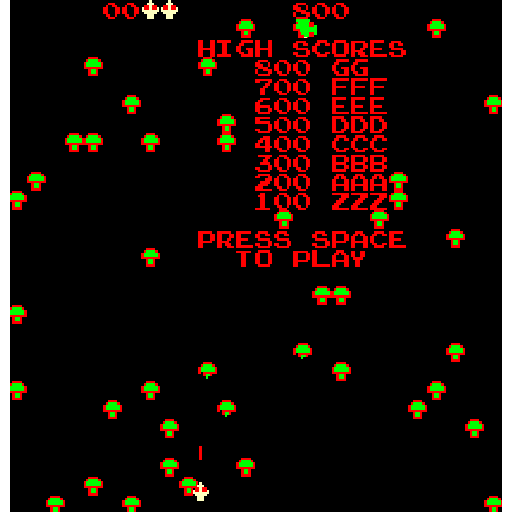 00 800
HIGH SCORES
800 GG
700 FFF
600 EEE
500 DDD
400 CCC
300 BBB
200 AAA
100 ZZZ
PRESS SPACE
TO PLAY